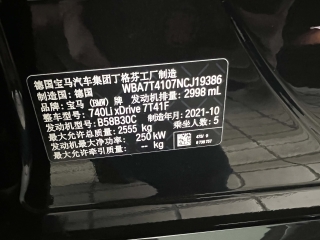 德国宝马汽车集团丁格芬工厂制造
制造国：德国 WBA7T4107NCJ19386
品牌：宝马（BMW）牌 发动机排量：2998 mL
整车型号：740Li xDrive 7T41F
发动机型号：B58B30C 制造年月：2021-10
最大允许总质量：2555 kg 乘坐人数：5
发动机最大净功率：250 kW
最大允许牵引质量：-- kg